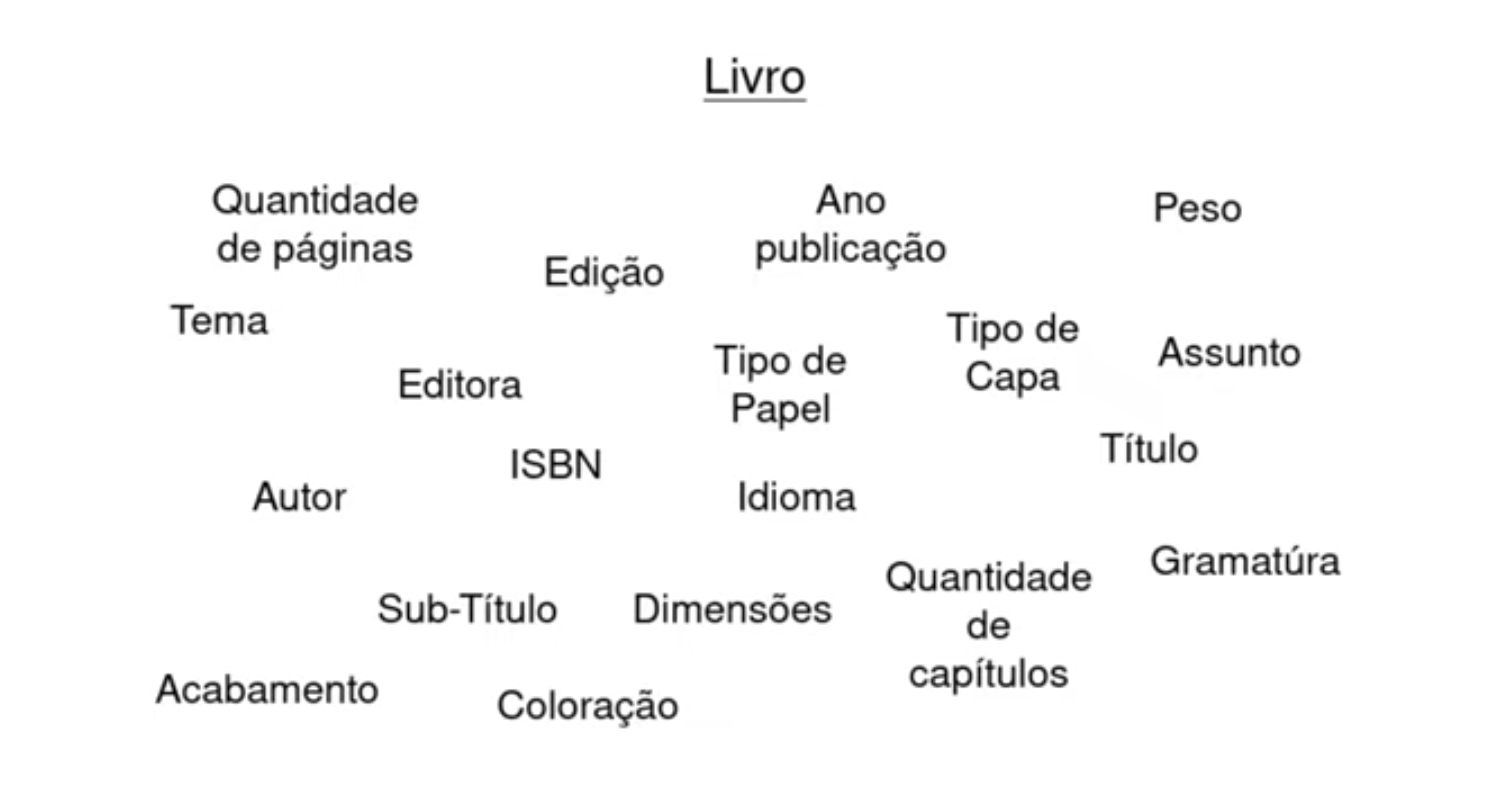 Livro
Quantidade
de páginas
Edição
Ano
publicação
Peso
Tema
Editora
Tipo de
Papel
Tipo de
Capa
Assunto
Título
ISBN
Autor
Idioma
Gramatúra
Sub-Título
Dimensões
Quantidade
de
capítulos
Acabamento
Coloração